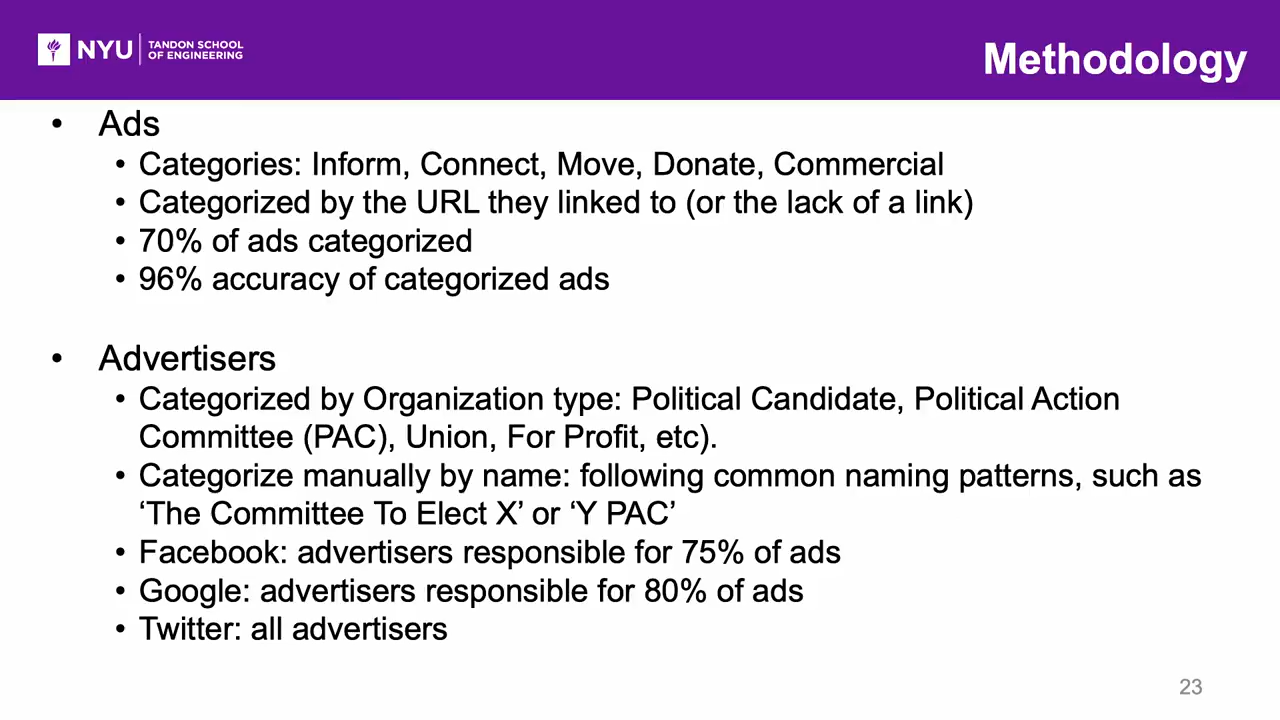 NYU
TANDON SCHOOL
OF ENGINEERING
Methodology
• Ads
• Categories: Inform, Connect, Move, Donate, Commercial
• Categorized by the URL they linked to (or the lack of a link)
• 70% of ads categorized
• 96% accuracy of categorized ads
• Advertisers
• Categorized by Organization type: Political Candidate, Political Action
Committee (PAC), Union, For Profit, etc).
• Categorize manually by name: following common naming patterns, such as
‘The Committee To Elect X’ or ‘Y PAC’
• Facebook: advertisers responsible for 75% of ads
• Google: advertisers responsible for 80% of ads
• Twitter: all advertisers
23